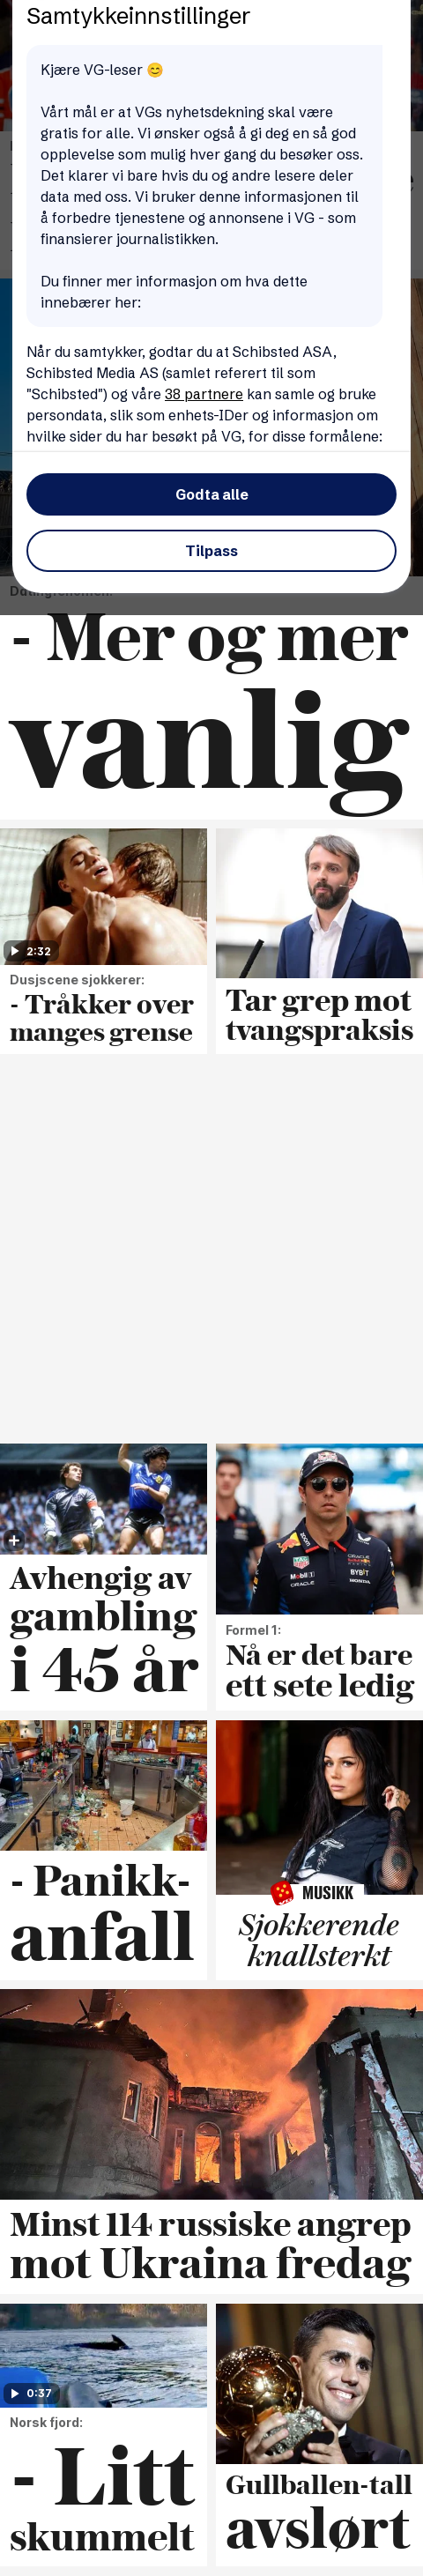 Samtykkeinnstillinger
Kjære VG-leser 😊
Vårt mål er at VGs nyhetsdekning skal være
gratis for alle. Vi ønsker også å gi deg en så god
opplevelse som mulig hver gang du besøker oss.
Det klarer vi bare hvis du og andre lesere deler
data med oss. Vi bruker denne informasjonen til
å forbedre tjenestene og annonsene i VG - som
finansierer journalistikken.
Du finner mer informasjon om hva dette
innebærer her:
Når du samtykker, godtar du at Schibsted ASA,
Schibsted Media AS (samlet referert til som
"Schibsted") og våre 38 partnere kan samle og bruke
persondata, slik som enhets-IDer og informasjon om
hvilke sider du har besøkt på VG, for disse formålene:
Godta alle
Tilpass
- Mer og mer
vanlig
2:32
Dusjscene sjokkerer:
- Tråkker over
manges grense
Tar grep mot
tvangspraksis
Avhengig av
gambling
i 45 år
Formel 1:
Nå er det bare
ett sete ledig
- Panikk-
anfall
MUSIKK
Sjokkerende
knallsterkt
Minst 114 russiske angrep
mot Ukraina fredag
0:37
Norsk fjord:
- Litt
skummelt
Gullballen-tall
avslørt